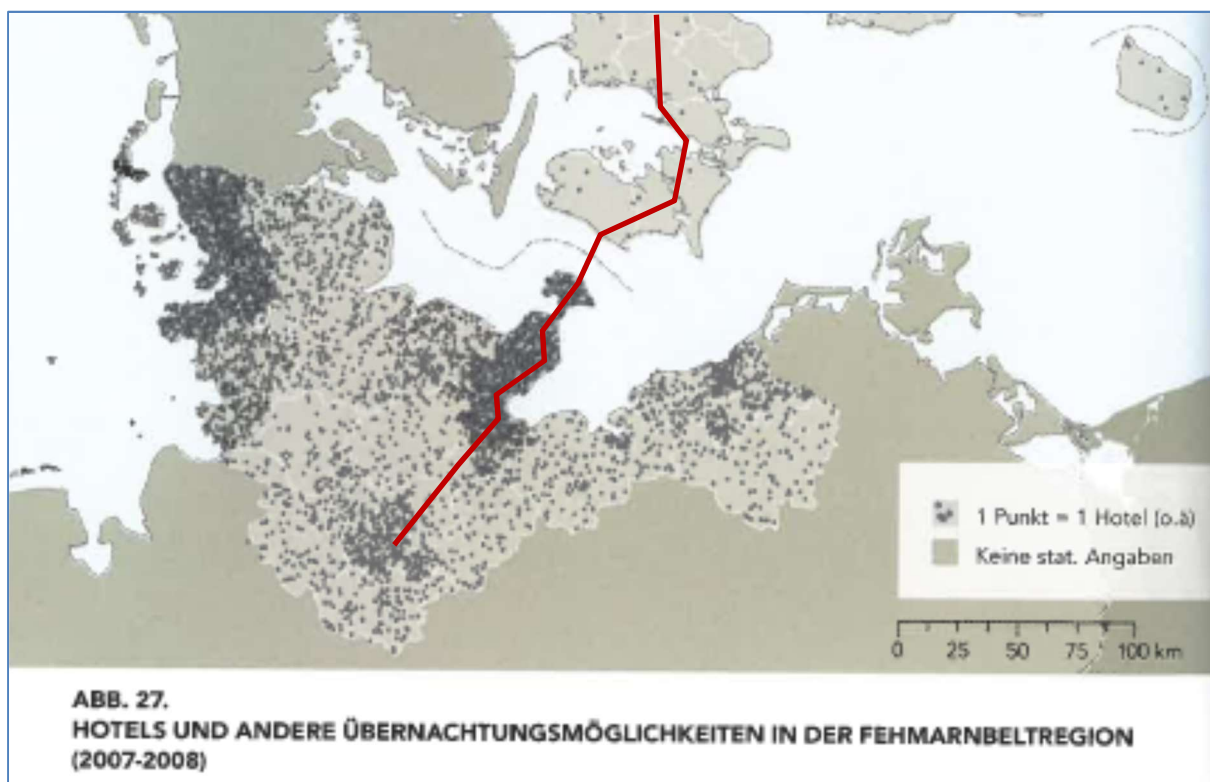 1 Punkt = 1 Hotel (o.ä)
Keine stat. Angaben
0 25 50 75 100 km
ABB. 27.
HOTELS UND ANDERE ÜBERNACHTUNGSMÖGLICHKEITEN IN DER FEHMARNBELTREGION
(2007-2008)